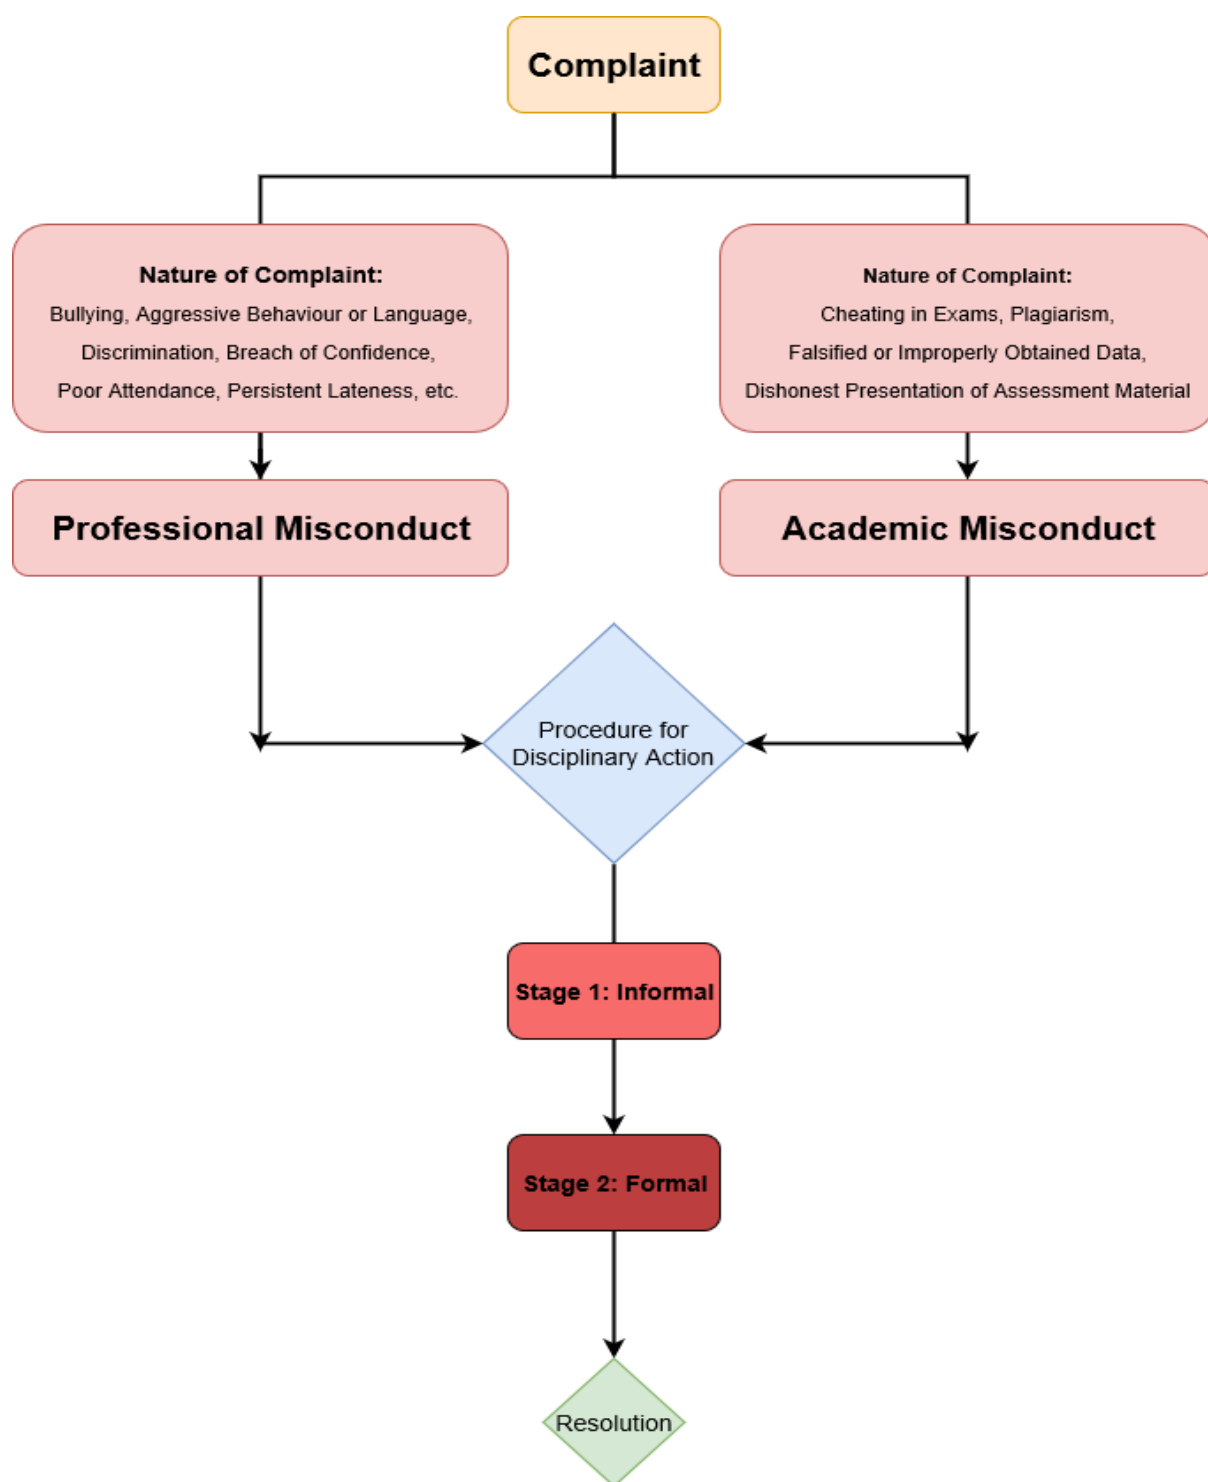 Complaint
Nature of Complaint:
Bullying, Aggressive Behaviour or Language,
Discrimination, Breach of Confidence,
Poor Attendance, Persistent Lateness, etc.
Nature of Complaint:
Cheating in Exams, Plagiarism,
Falsified or Improperly Obtained Data,
Dishonest Presentation of Assessment Material
Professional Misconduct
Academic Misconduct
Procedure for
Disciplinary Action
Stage 1: Informal
Stage 2: Formal
Resolution